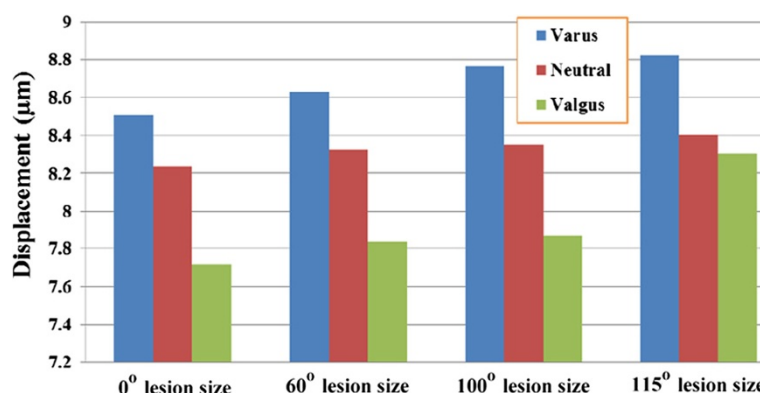 9
8.8
8.6
8.4
8.2
8
7.8
7.6
7.4
7.2
Displacement (μm)
Varus
Neutral
Valgus
0° lesion size
60° lesion size
100° lesion size
115° lesion size